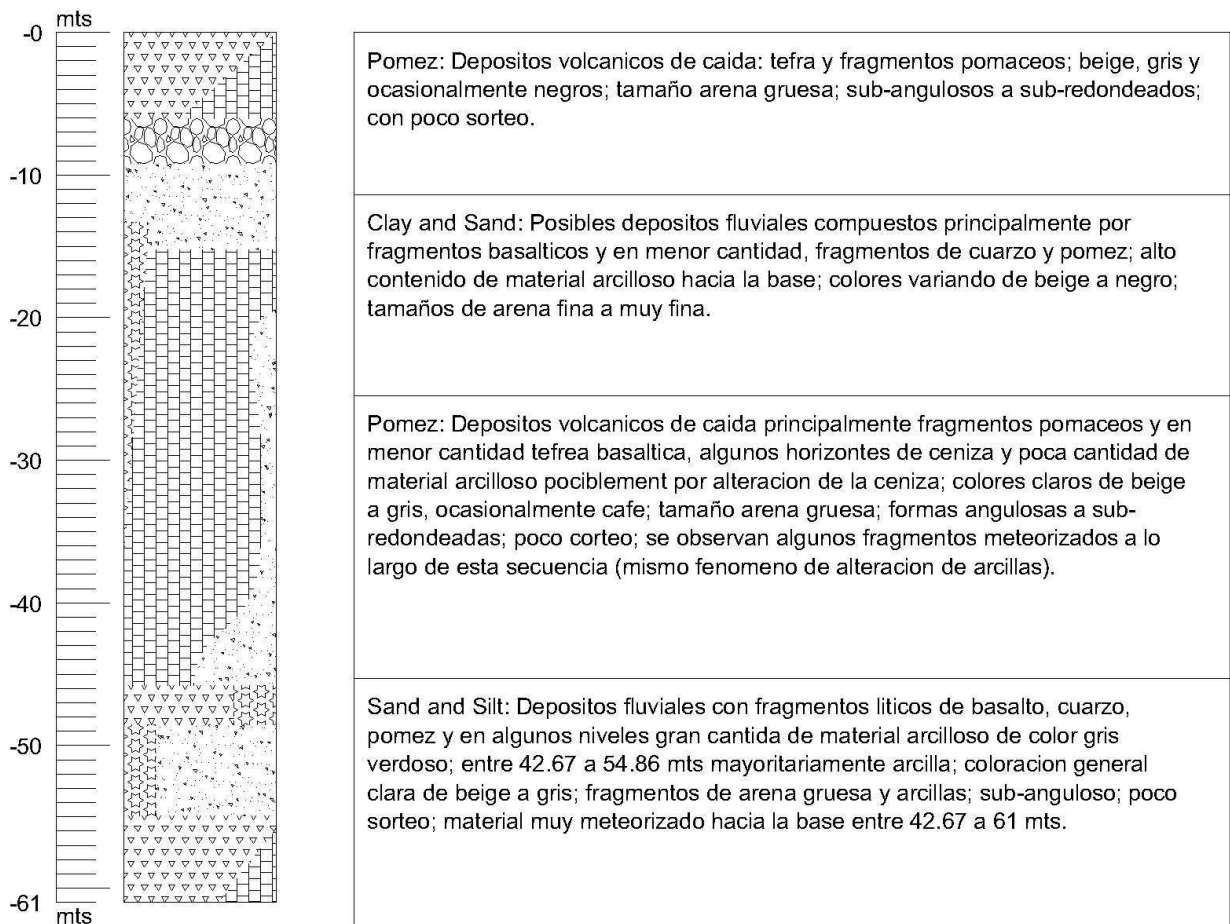 mts
-0
-10
-20
-30
-40
-50
-61
mts
Pomez: Depositos volcanicos de caida: tefra y fragmentos pomaceos; beige, gris y
ocasionalmente negros; tamaño arena gruesa; sub-angulosos a sub-redondeados;
con poco sorteo.
Clay and Sand: Posibles depositos fluviales compuestos principalmente por
fragmentos basalticos y en menor cantidad, fragmentos de cuarzo y pomez; alto
contenido de material arcilloso hacia la base; colores variando de beige a negro;
tamaños de arena fina a muy fina.
Pomez: Depositos volcanicos de caida principalmente fragmentos pomaceos y en
menor cantidad tefrea basaltica, algunos horizontes de ceniza y poca cantidad de
material arcilloso pociblement por alteracion de la ceniza; colores claros de beige
a gris, ocasionalmente cafe; tamaño arena gruesa; formas angulosas a sub-
redondeadas; poco corteo; se observan algunos fragmentos meteorizados a lo
largo de esta secuencia (mismo fenomeno de alteracion de arcillas).
Sand and Silt: Depositos fluviales con fragmentos liticos de basalto, cuarzo,
pomez y en algunos niveles gran cantida de material arcilloso de color gris
verdoso; entre 42.67 a 54.86 mts mayoritariamente arcilla; coloracion general
clara de beige a gris; fragmentos de arena gruesa y arcillas; sub-anguloso; poco
sorteo; material muy meteorizado hacia la base entre 42.67 a 61 mts.